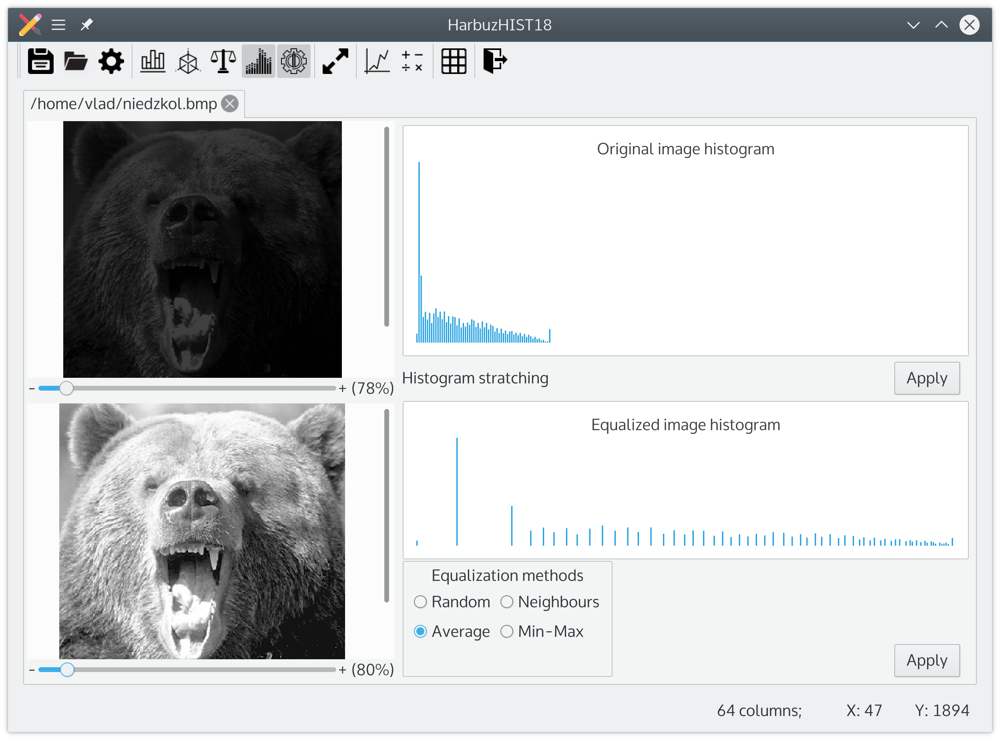 HarbuzHIST18
/home/vlad/niedzkol.bmp
Original image histogram
- + (78%)
Histogram stratching
Apply
Equalized image histogram
Equalization methods
Random Neighbours
Average Min-Max
- + (80%)
Apply
64 columns; X: 47 Y: 1894